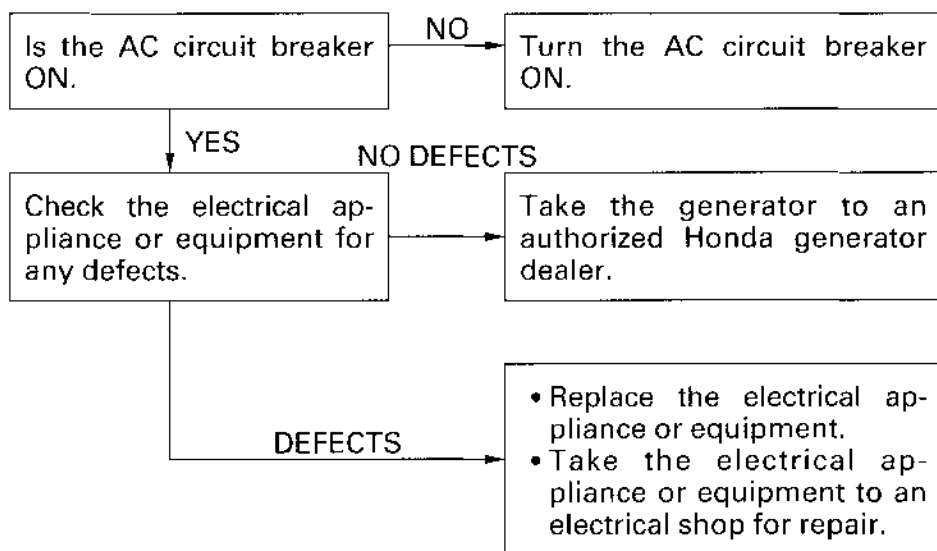 Is the AC circuit breaker
ON.
NO
Turn the AC circuit breaker
ON.
YES
NO DEFECTS
Check the electrical ap-
pliance or equipment for
any defects.
Take the generator to an
authorized Honda generator
dealer.
DEFECTS
• Replace the electrical ap-
pliance or equipment.
• Take the electrical ap-
pliance or equipment to an
electrical shop for repair.